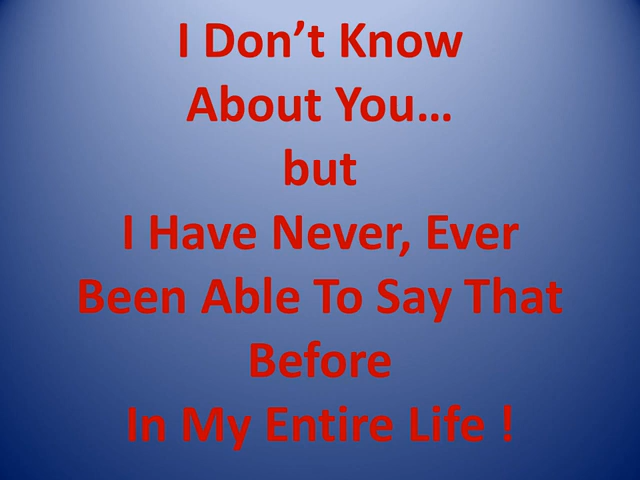 I Don’t Know
About You…
but
I Have Never, Ever
Been Able To Say That
Before
In My Entire Life !